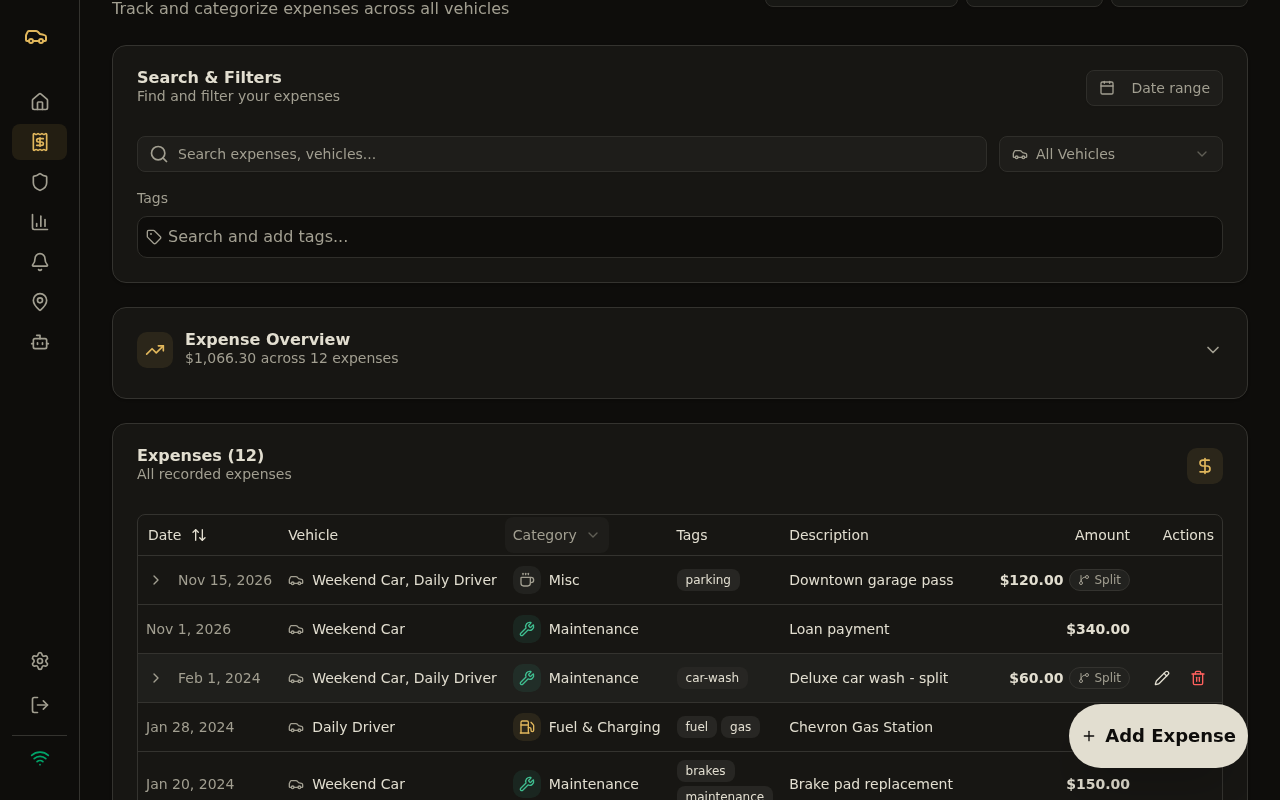 Track and categorize expenses across all vehicles
Search & Filters
Find and filter your expenses
Date range
Search expenses, vehicles...
All Vehicles
Tags
Search and add tags...
Expense Overview
$1,066.30 across 12 expenses
Expenses (12)
All recorded expenses
Date Vehicle Category Tags Description Amount Actions
Nov 15, 2026 Weekend Car, Daily Driver Misc parking Downtown garage pass $120.00 Split
Nov 1, 2026 Weekend Car Maintenance Loan payment $340.00
Feb 1, 2024 Weekend Car, Daily Driver Maintenance car-wash Deluxe car wash - split $60.00 Split
Jan 28, 2024 Daily Driver Fuel & Charging fuel gas Chevron Gas Station
+ Add Expense
Jan 20, 2024 Weekend Car Maintenance brakes Brake pad replacement $150.00
maintenance